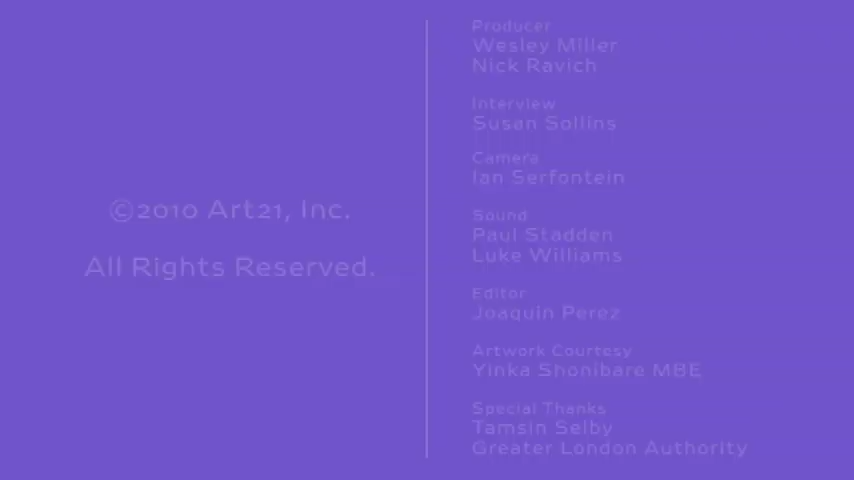 ©2010 Art21, Inc.
All Rights Reserved.
Producer
Wesley Miller
Nick Ravich
Interview
Susan Sollins
Camera
Ian Serfontein
Sound
Paul Stadden
Luke Williams
Editor
Joaquin Perez
Artwork Courtesy
Yinka Shonibare MBE
Special Thanks
Tamsin Selby
Greater London Authority